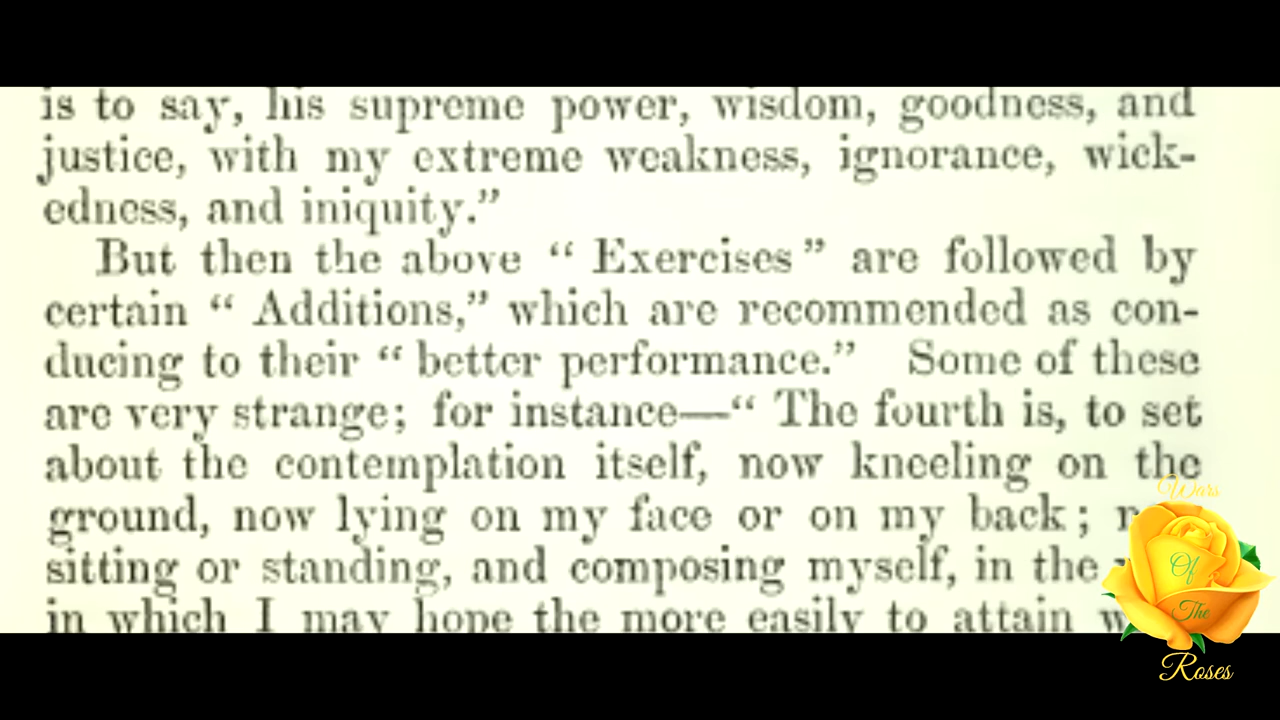 is to say, his supreme power, wisdom, goodness, and
justice, with my extreme weakness, ignorance, wick-
edness, and iniquity.”
But then the above “ Exercises ” are followed by
certain “ Additions,” which are recommended as con-
ducing to their “ better performance.” Some of these
are very strange; for instance—“ The fourth is, to set
about the contemplation itself, now kneeling on the
ground, now lying on my face or on my back;
sitting or standing, and composing myself, in the
in which I may hope the more easily to attain
Wars
Of
The
Roses